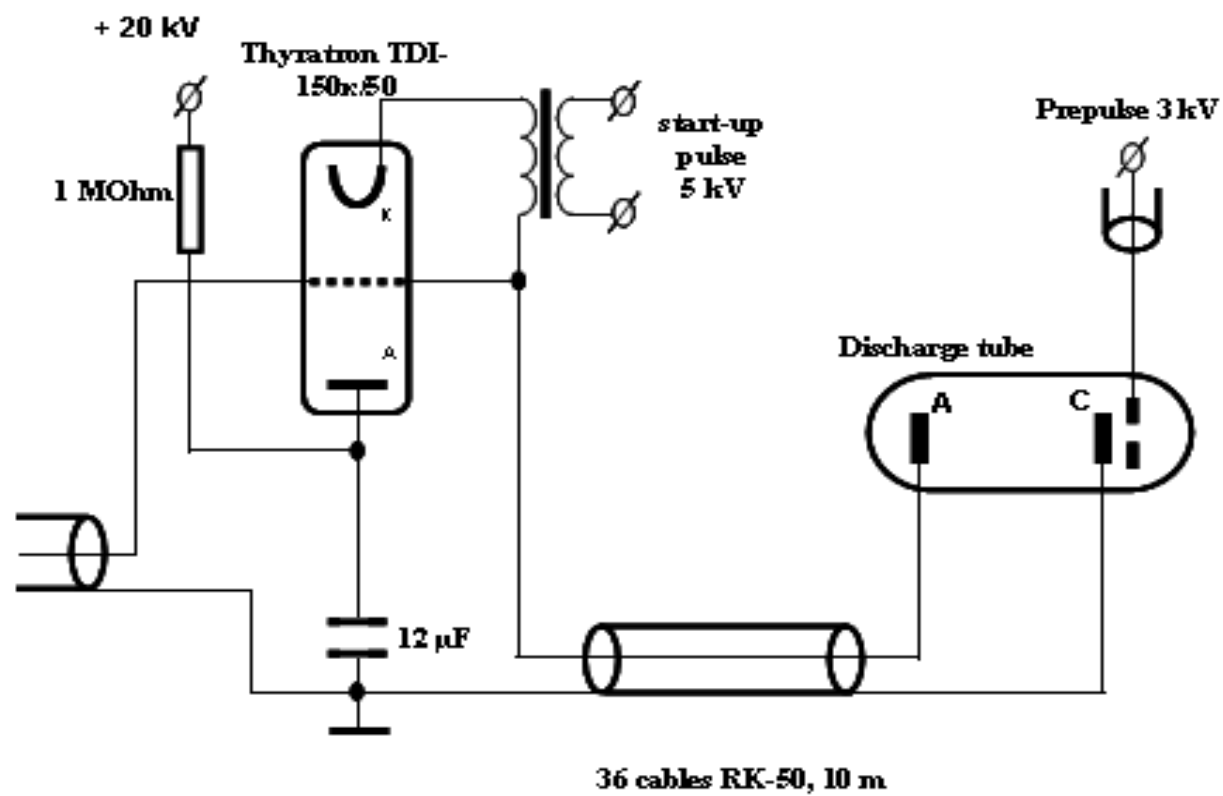 + 20 kV
Thyratron TDI-
150к/50
start-up
pulse
5 kV
Prepulse 3 kV
1 MOhm
K
A
Discharge tube
A
C
12 μF
36 cables RK-50, 10 m